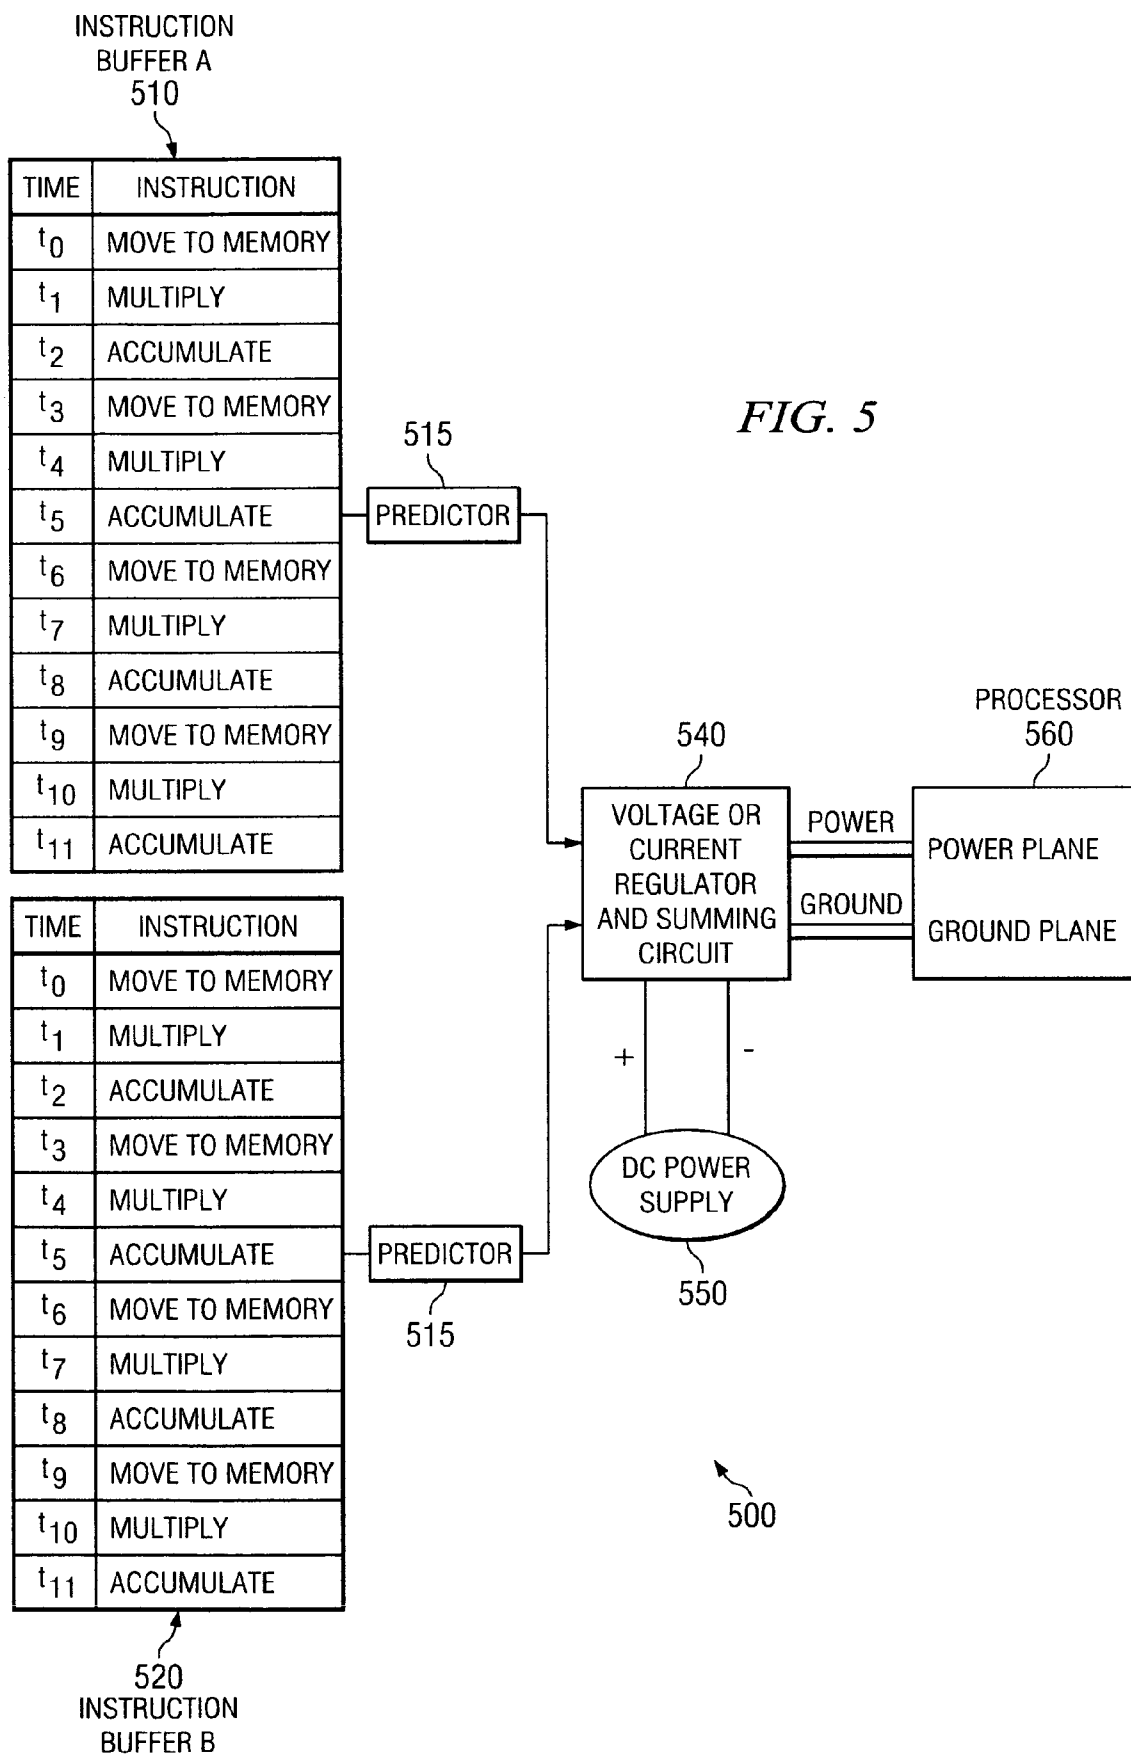 INSTRUCTION
BUFFER A
510
TIME INSTRUCTION
t0 MOVE TO MEMORY
t1 MULTIPLY
t2 ACCUMULATE
t3 MOVE TO MEMORY
t4 MULTIPLY
t5 ACCUMULATE
t6 MOVE TO MEMORY
t7 MULTIPLY
t8 ACCUMULATE
t9 MOVE TO MEMORY
t10 MULTIPLY
t11 ACCUMULATE
FIG. 5
515
PREDICTOR
540
VOLTAGE OR
CURRENT
REGULATOR
AND SUMMING
CIRCUIT
POWER
GROUND
PROCESSOR
560
POWER PLANE
GROUND PLANE
+
-
DC POWER
SUPPLY
550
TIME INSTRUCTION
t0 MOVE TO MEMORY
t1 MULTIPLY
t2 ACCUMULATE
t3 MOVE TO MEMORY
t4 MULTIPLY
t5 ACCUMULATE
t6 MOVE TO MEMORY
t7 MULTIPLY
t8 ACCUMULATE
t9 MOVE TO MEMORY
t10 MULTIPLY
t11 ACCUMULATE
PREDICTOR
515
500
520
INSTRUCTION
BUFFER B